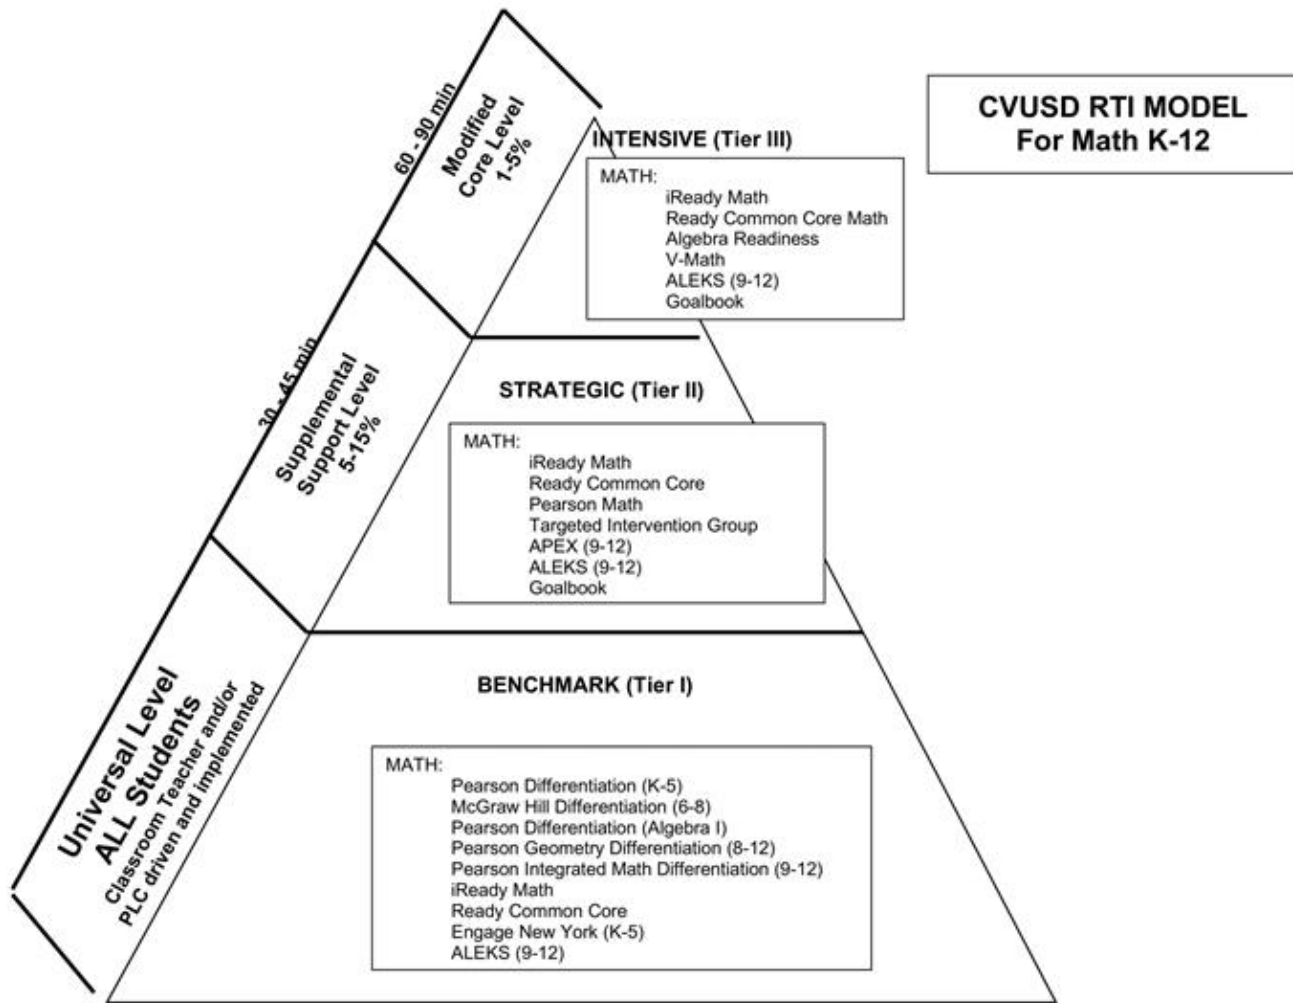 CVUSD RTI MODEL
For Math K-12
60 - 90 min
Modified
Core Level
1-5%
INTENSIVE (Tier III)
MATH:
iReady Math
Ready Common Core Math
Algebra Readiness
V-Math
ALEKS (9-12)
Goalbook
30 - 45 min
Supplemental
Support Level
5-15%
STRATEGIC (Tier II)
MATH:
iReady Math
Ready Common Core
Pearson Math
Targeted Intervention Group
APEX (9-12)
ALEKS (9-12)
Goalbook
Universal Level
ALL Students
Classroom Teacher and/or
PLC driven and implemented
BENCHMARK (Tier I)
MATH:
Pearson Differentiation (K-5)
McGraw Hill Differentiation (6-8)
Pearson Differentiation (Algebra I)
Pearson Geometry Differentiation (8-12)
Pearson Integrated Math Differentiation (9-12)
iReady Math
Ready Common Core
Engage New York (K-5)
ALEKS (9-12)